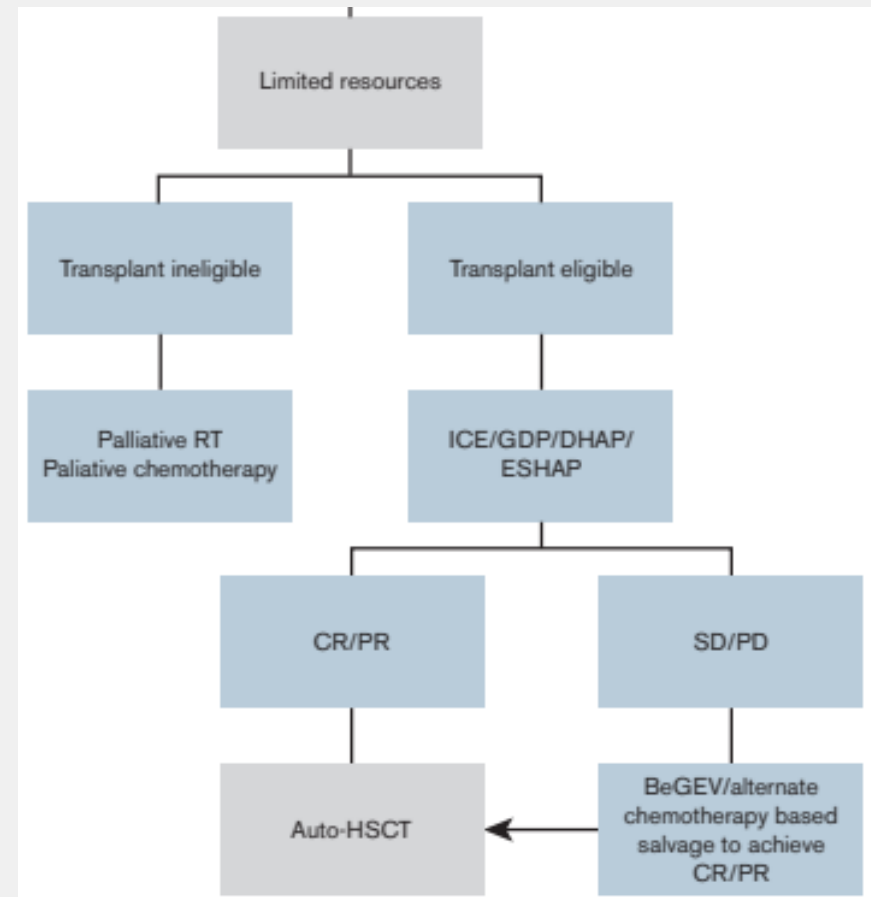 Limited resources
Transplant ineligible
Transplant eligible
Palliative RT
Paliative chemotherapy
ICE/GDP/DHAP/
ESHAP
CR/PR
SD/PD
Auto-HSCT
BeGEV/alternate
chemotherapy based
salvage to achieve
CR/PR